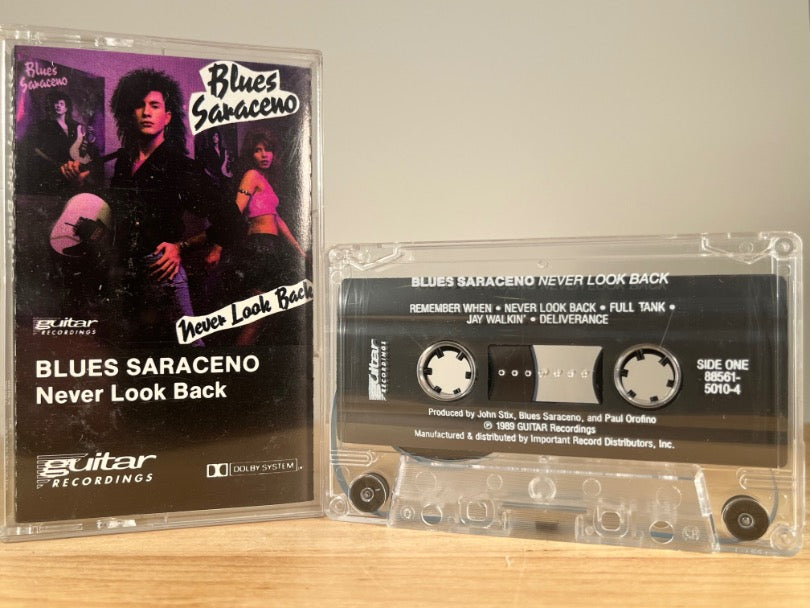 Blues
Saraceno
Blues
Saraceno
Never Look Back
guitar
RECORDINGS
BLUES SARACENO
Never Look Back
guitar
RECORDINGS
DOLBY SYSTEM
BLUES SARACENO NEVER LOOK BACK
REMEMBER WHEN • NEVER LOOK BACK • FULL TANK •
JAY WALKIN' • DELIVERANCE
guitar
RECORDINGS
SIDE ONE
88561-
5010-4
Produced by John Stix, Blues Saraceno, and Paul Orofino
℗ 1989 GUITAR Recordings
Manufactured & distributed by Important Record Distributors, Inc.